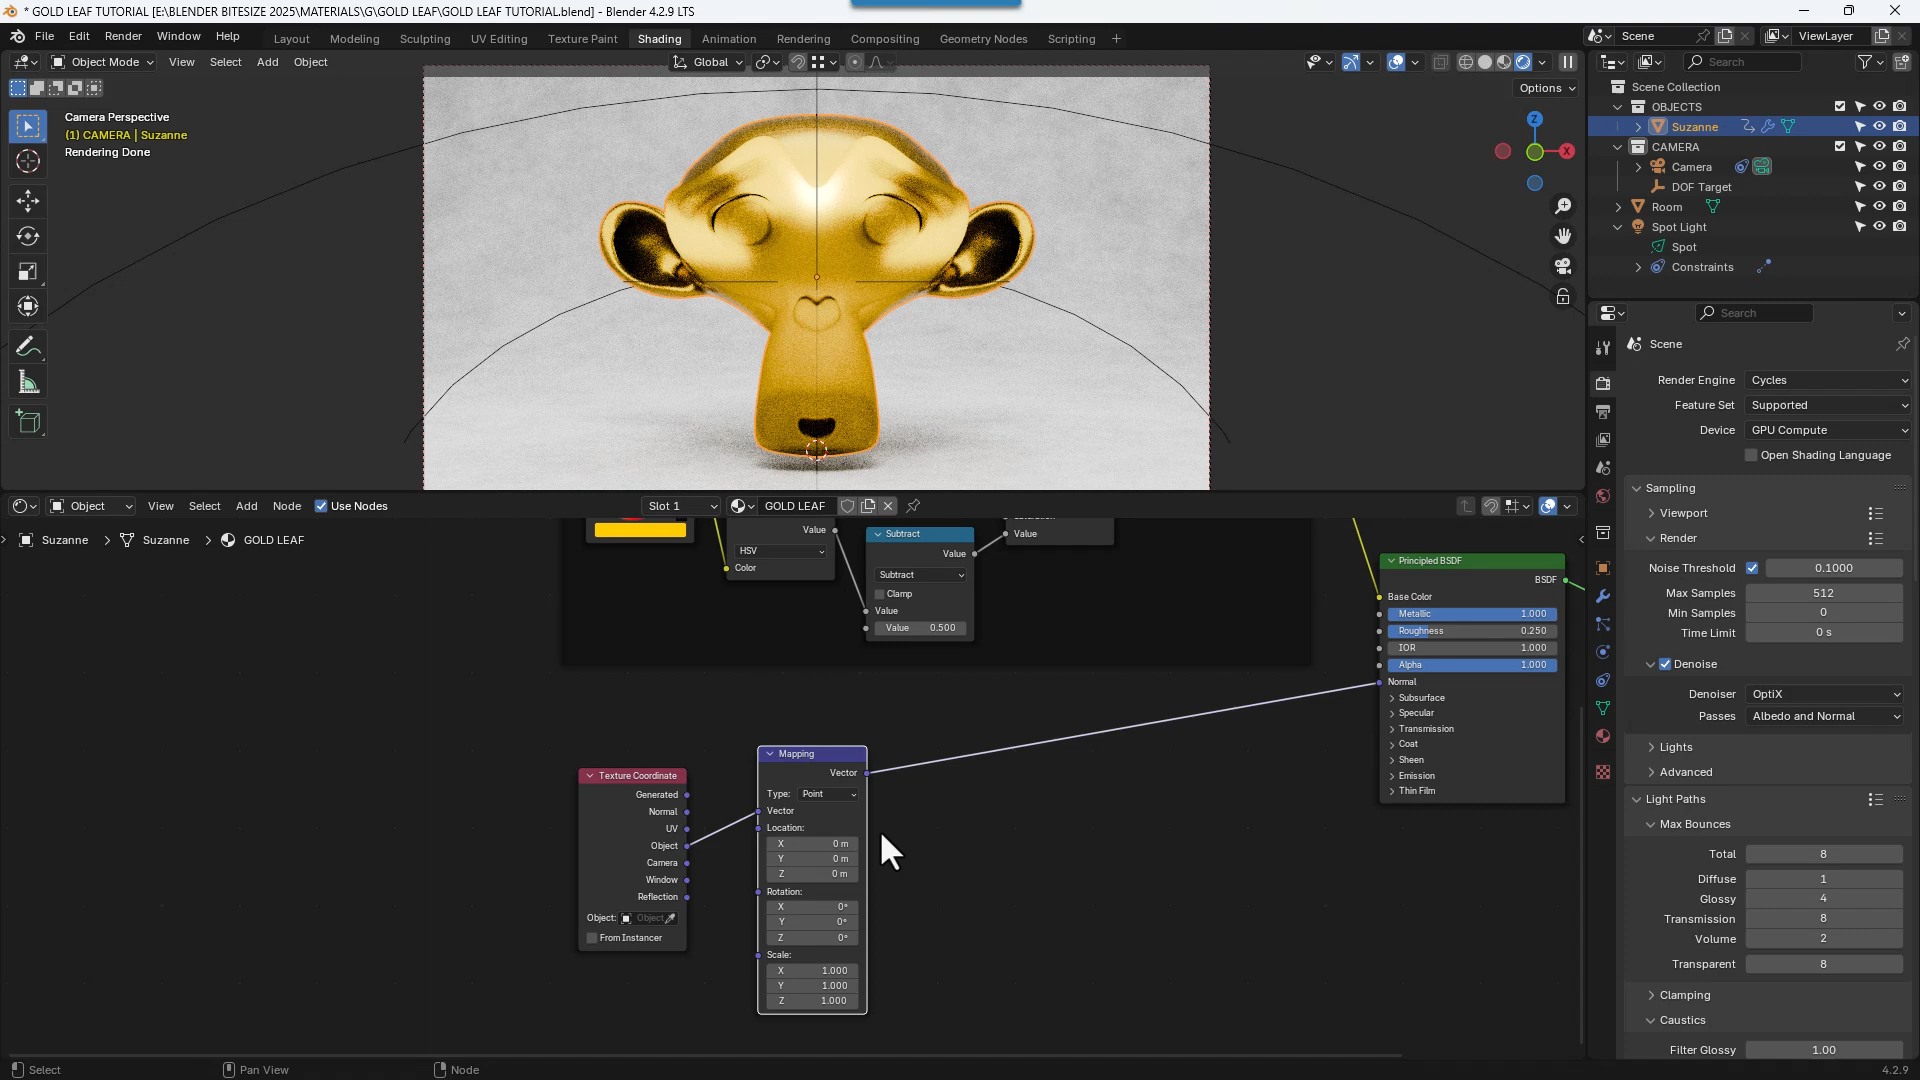 * GOLD LEAF TUTORIAL [E:\BLENDER BITESIZE 2025\MATERIALS\G\GOLD LEAF\GOLD LEAF TUTORIAL.blend] - Blender 4.2.9 LTS
File Edit Render Window Help Layout Modeling Sculpting UV Editing Texture Paint Shading Animation Rendering Compositing Geometry Nodes Scripting + Scene ViewLayer
Object Mode View Select Add Object Global Search
Options
Camera Perspective
(1) CAMERA | Suzanne
Rendering Done
Z
X
Scene Collection
OBJECTS
Suzanne
CAMERA
Camera
DOF Target
Room
Spot Light
Spot
Constraints
Search
Scene
Render Engine Cycles
Feature Set Supported
Device GPU Compute
Open Shading Language
Sampling
Viewport
Render
Noise Threshold 0.1000
Max Samples 512
Min Samples 0
Time Limit 0 s
Denoise
Denoiser OptiX
Passes Albedo and Normal
Lights
Advanced
Light Paths
Max Bounces
Total 8
Diffuse 1
Glossy 4
Transmission 8
Volume 2
Transparent 8
Clamping
Caustics
Filter Glossy 1.00
Object View Select Add Node Use Nodes Slot 1 GOLD LEAF
Suzanne > Suzanne > GOLD LEAF
Value
HSV
Color
Subtract
Value
Subtract
Clamp
Value
Value 0.500
Value
Principled BSDF
BSDF
Base Color
Metallic 1.000
Roughness 0.250
IOR 1.000
Alpha 1.000
Normal
Subsurface
Specular
Transmission
Coat
Sheen
Emission
Thin Film
Texture Coordinate
Generated
Normal
UV
Object
Camera
Window
Reflection
Object: Object
From Instancer
Mapping
Vector
Type: Point
Vector
Location:
X 0 m
Y 0 m
Z 0 m
Rotation:
X 0°
Y 0°
Z 0°
Scale:
X 1.000
Y 1.000
Z 1.000
Select Pan View Node 4.2.9